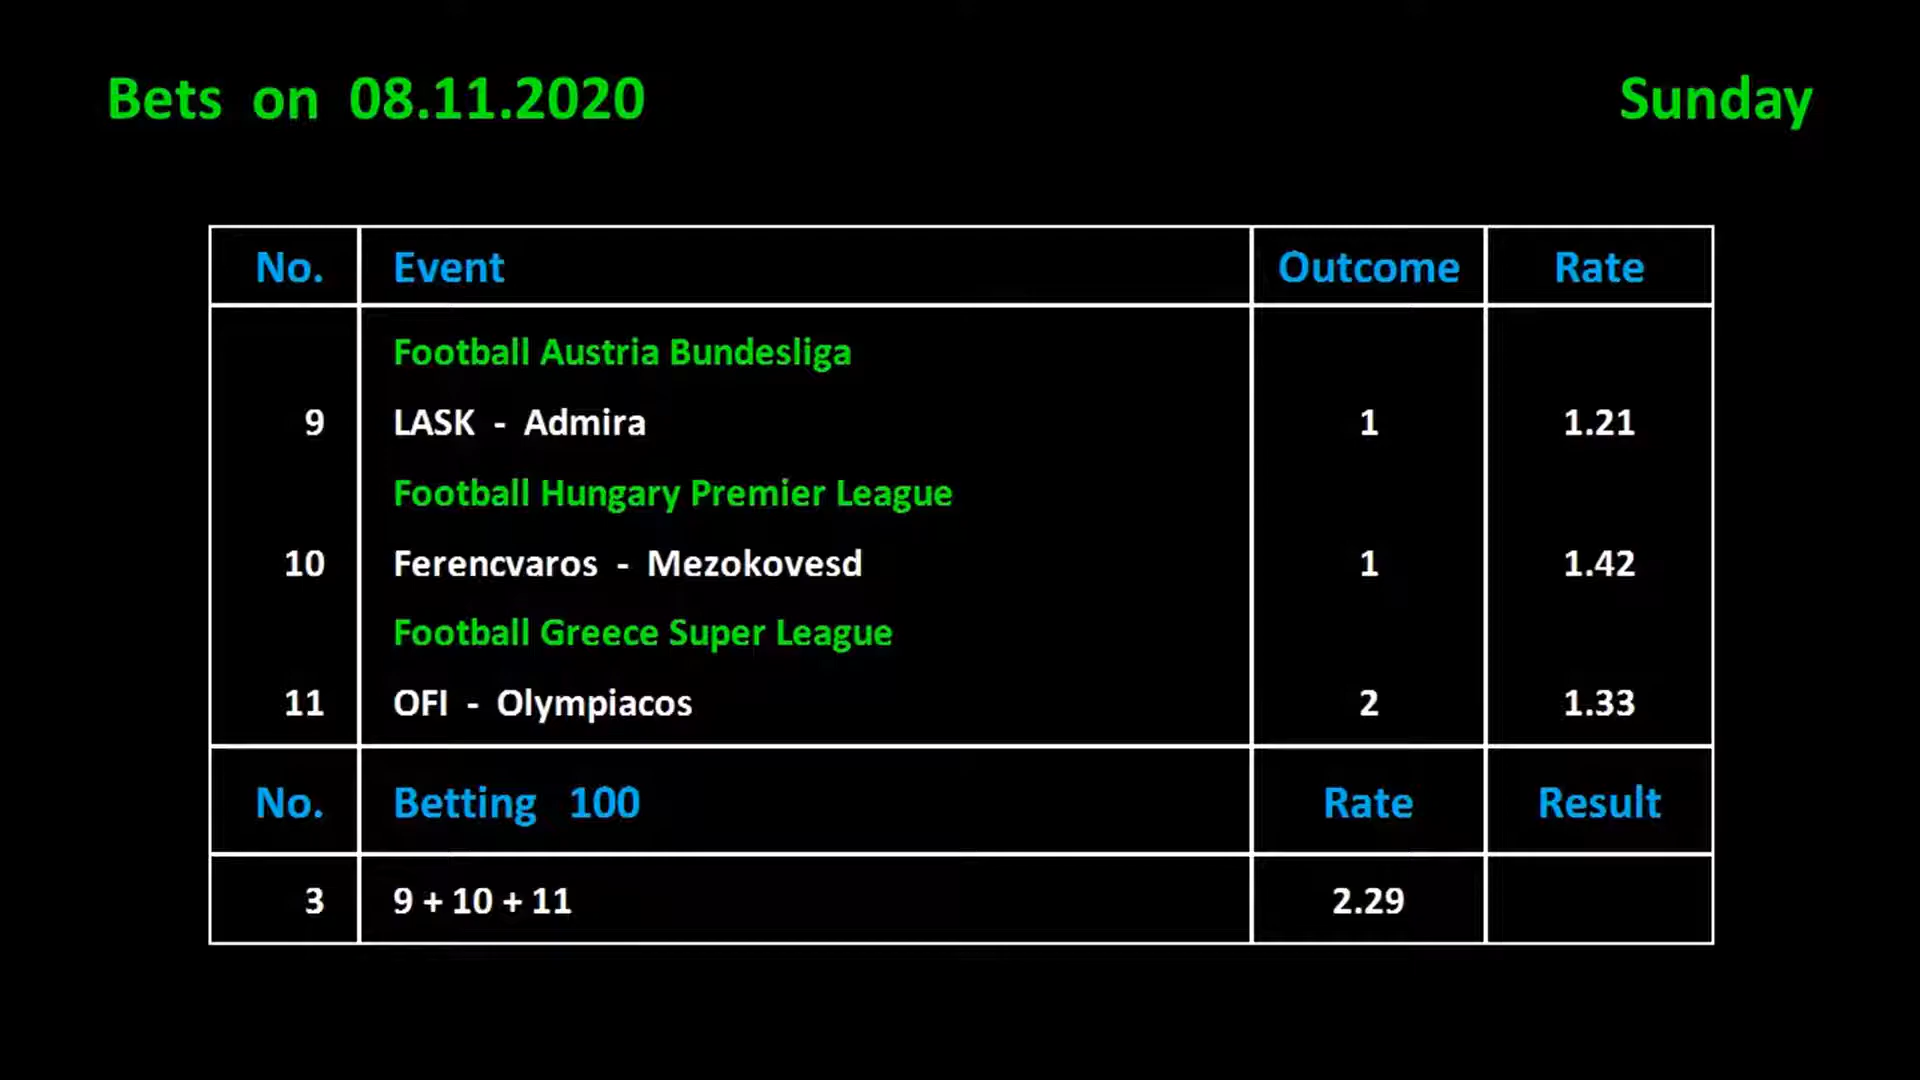 Bets on 08.11.2020 Sunday
No. Event Outcome Rate
Football Austria Bundesliga
9 LASK - Admira 1 1.21
Football Hungary Premier League
10 Ferencvaros - Mezokovesd 1 1.42
Football Greece Super League
11 OFI - Olympiacos 2 1.33
No. Betting 100 Rate Result
3 9 + 10 + 11 2.29